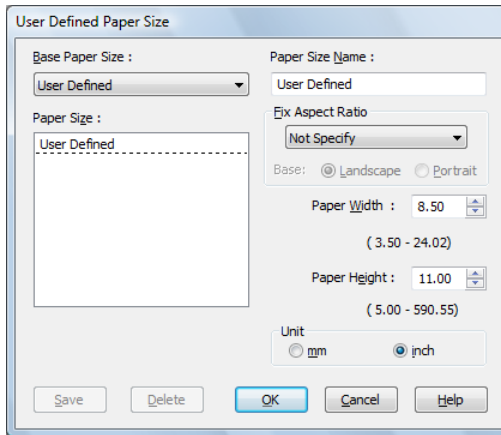 User Defined Paper Size
Base Paper Size :
User Defined
Paper Size :
User Defined
Paper Size Name :
User Defined
Fix Aspect Ratio
Not Specify
Base: Landscape Portrait
Paper Width : 8.50
( 3.50 - 24.02)
Paper Height : 11.00
( 5.00 - 590.55)
Unit
mm inch
Save Delete OK Cancel Help